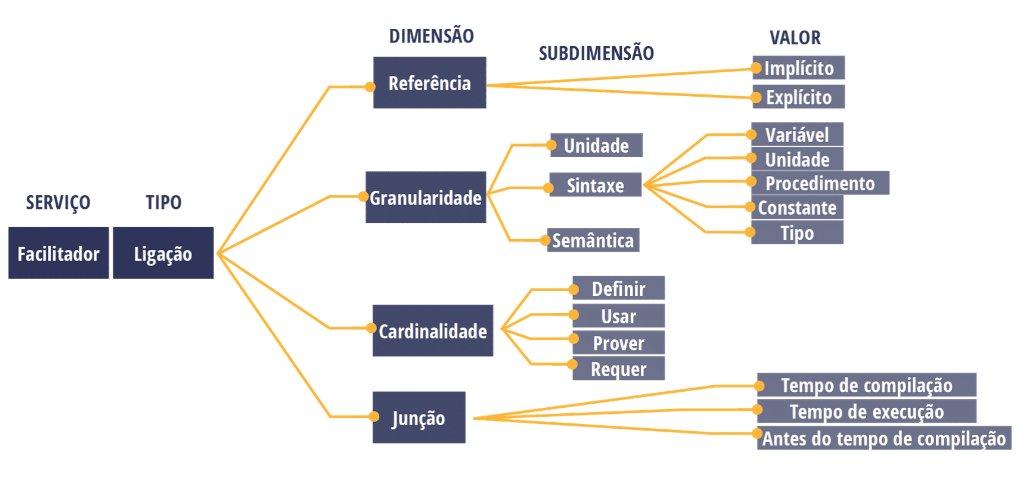 DIMENSÃO
SUBDIMENSÃO
VALOR
Referência
Implícito
Explícito
Unidade
Sintaxe
Semântica
Variável
Unidade
Procedimento
Constante
Tipo
SERVIÇO
TIPO
Granularidade
Facilitador
Ligação
Cardinalidade
Definir
Usar
Prover
Requer
Junção
Tempo de compilação
Tempo de execução
Antes do tempo de compilação